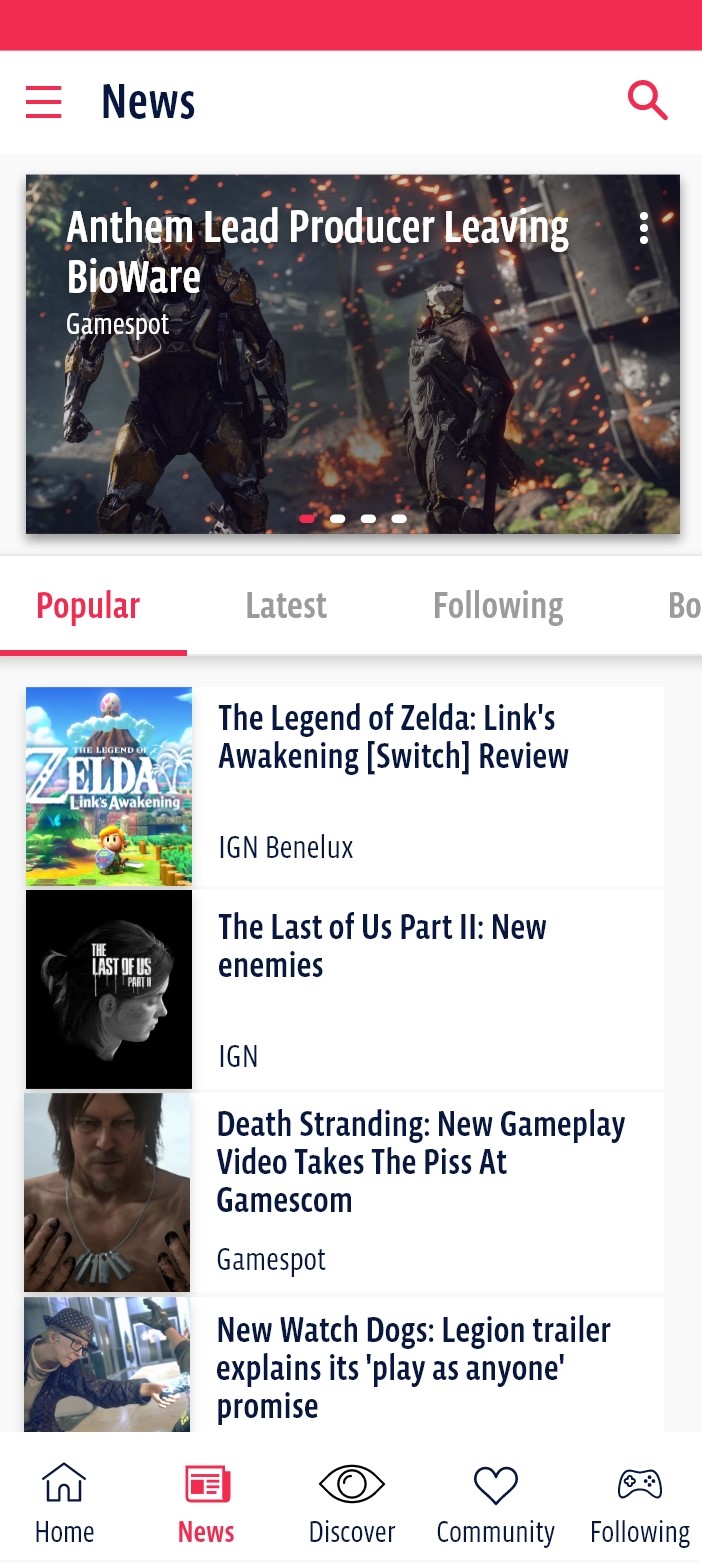 News
Anthem Lead Producer Leaving
BioWare
Gamespot
Popular Latest Following Bo
THE LEGEND OF
ZELDA
Link's Awakening
The Legend of Zelda: Link's
Awakening [Switch] Review
IGN Benelux
THE
LAST OF US
PART II
The Last of Us Part II: New
enemies
IGN
Death Stranding: New Gameplay
Video Takes The Piss At
Gamescom
Gamespot
New Watch Dogs: Legion trailer
explains its 'play as anyone'
promise
Home News Discover Community Following